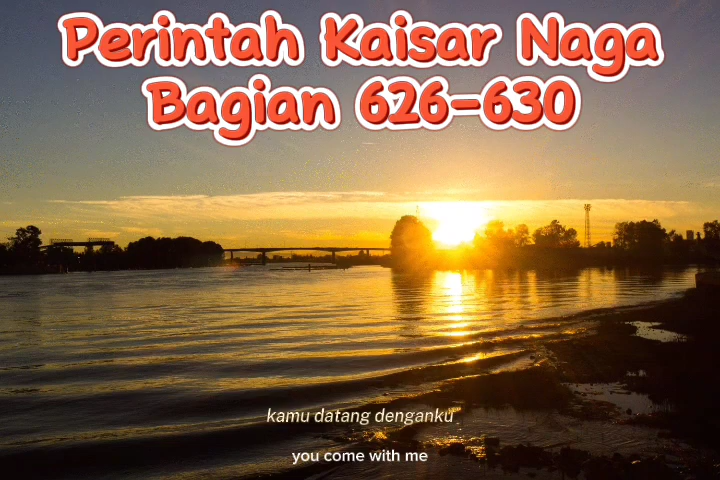 Perintah Kaisar Naga
Bagian 626-630
kamu datang denganku
you come with me